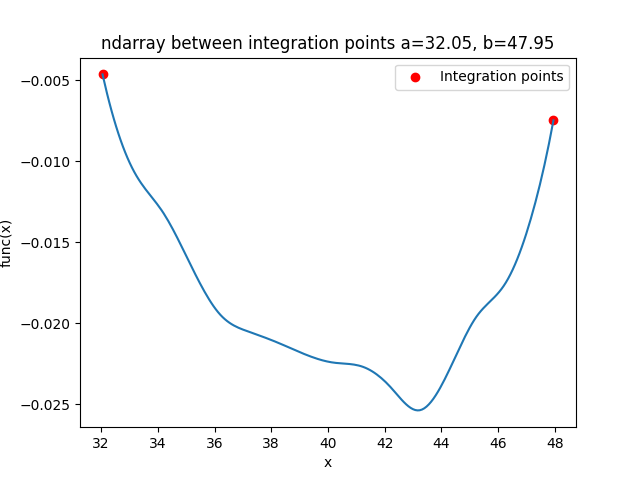 ndarray between integration points a=32.05, b=47.95
Integration points
−0.005
−0.010
−0.015
−0.020
−0.025
func(x)
32 34 36 38 40 42 44 46 48
x